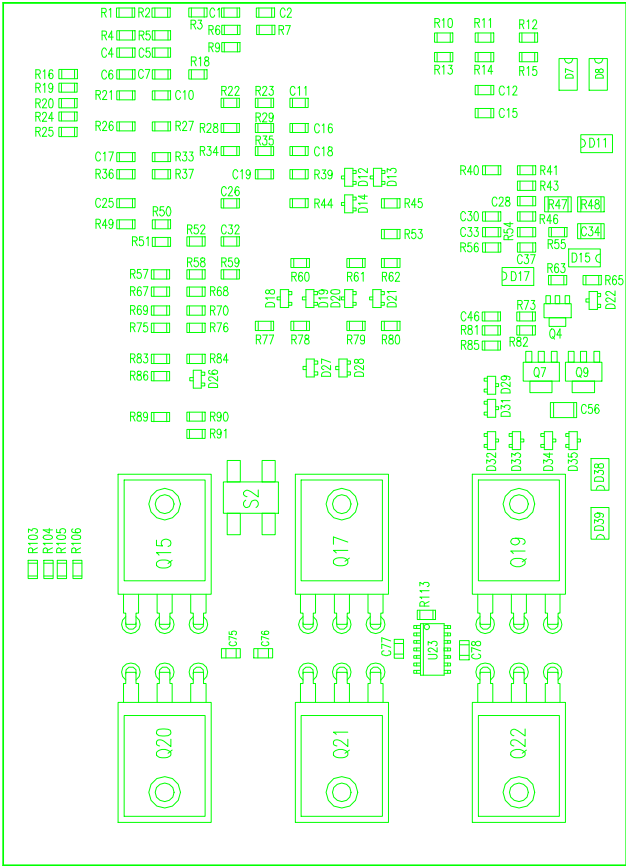 R1 R2 C1 C2
R3
R4 R5 R6 R7 R10 R11 R12
C4 C5 R9
R18 R13 R14 R15 D7 D8
R16 C6 C7
R19
R20 R21 C10 R22 R23 C11 C12
R24 R29 C15
R25 R26 R27 R28 C16
R35 D11
C17 R33 R34 C18
R36 R37 C19 R39 D12 D13 R40 R41
R43
C25 C26 R44 D14 R45 C28 R47 R48
R49 R50 C30 R46
R51 R52 C32 R53 C33 R54 R55 C34
R56
C37 D15
R57 R58 R59 R60 R61 R62 D17 R63 R65
R67 R68 D18 D19 D20 D21 D22
R69 R70 C46 R73
R75 R76 R77 R78 R79 R80 R81 R82 Q4
R85
R83 R84
R86 D26 D27 D28 Q7 Q9
D29
R89 R90 D31 C56
R91 D32 D33 D34 D35
D38
S2
D39
R103 R104 R105 R106 Q15 Q17 Q19
R113
C75 C76 C77 U23 C78
Q20 Q21 Q22